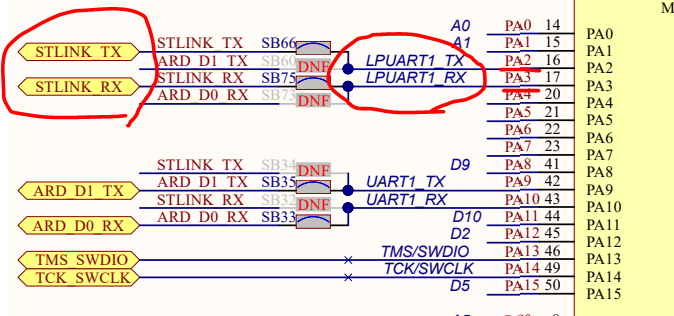 M
A0 PA0 14 PA0
STLINK_TX STLINK_TX SB66 A1 PA1 15 PA1
ARD_D1_TX SB60 DNF LPUART1_TX PA2 16 PA2
STLINK_RX STLINK_RX SB75 LPUART1_RX PA3 17 PA3
ARD_D0_RX SB73 DNF PA4 20 PA4
PA5 21 PA5
PA6 22 PA6
PA7 23 PA7
STLINK_TX SB34 DNF D9 PA8 41 PA8
ARD_D1_TX ARD_D1_TX SB35 UART1_TX PA9 42 PA9
STLINK_RX SB32 DNF UART1_RX PA10 43 PA10
ARD_D0_RX ARD_D0_RX SB33 D10 PA11 44 PA11
D2 PA12 45 PA12
TMS_SWDIO TMS/SWDIO PA13 46 PA13
TCK_SWCLK TCK/SWCLK PA14 49 PA14
D5 PA15 50 PA15